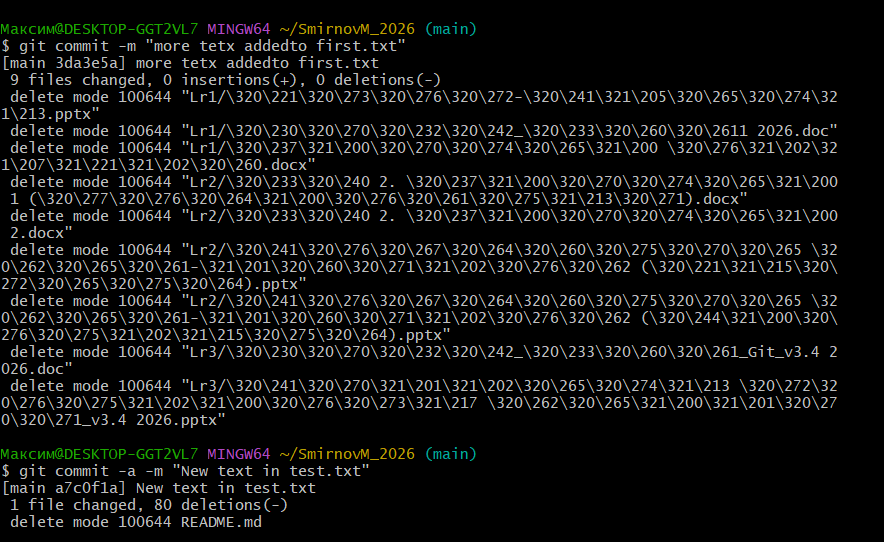 Максим@DESKTOP-GGT2VL7 MINGW64 ~/SmirnovM_2026 (main)
$ git commit -m "more tetx addedto first.txt"
[main 3da3e5a] more tetx addedto first.txt
 9 files changed, 0 insertions(+), 0 deletions(-)
 delete mode 100644 "Lr1/\320\221\320\273\320\276\320\272-\320\241\321\205\320\265\320\274\32
1\213.pptx"
 delete mode 100644 "Lr1/\320\230\320\270\320\232\320\242_\320\233\320\260\320\2611 2026.doc"
 delete mode 100644 "Lr1/\320\237\321\200\320\270\320\274\320\265\321\200 \320\276\321\202\32
1\207\321\221\321\202\320\260.docx"
 delete mode 100644 "Lr2/\320\233\320\240 2. \320\237\321\200\320\270\320\274\320\265\321\200
 1 (\320\277\320\276\320\264\321\200\320\276\320\261\320\275\321\213\320\271).docx"
 delete mode 100644 "Lr2/\320\233\320\240 2. \320\237\321\200\320\270\320\274\320\265\321\200
 2.docx"
 delete mode 100644 "Lr2/\320\241\320\276\320\267\320\264\320\260\320\275\320\270\320\265 \32
0\262\320\265\320\261-\321\201\320\260\320\271\321\202\320\276\320\262 (\320\221\321\215\320\
272\320\265\320\275\320\264).pptx"
 delete mode 100644 "Lr2/\320\241\320\276\320\267\320\264\320\260\320\275\320\270\320\265 \32
0\262\320\265\320\261-\321\201\320\260\320\271\321\202\320\276\320\262 (\320\244\321\200\320\
276\320\275\321\202\321\215\320\275\320\264).pptx"
 delete mode 100644 "Lr3/\320\230\320\270\320\232\320\242_\320\233\320\260\320\261_Git_v3.4 2
026.doc"
 delete mode 100644 "Lr3/\320\241\320\270\321\201\321\202\320\265\320\274\321\213 \320\272\32
0\276\320\275\321\202\321\200\320\276\320\273\321\217 \320\262\320\265\321\200\321\201\320\27
0\320\271_v3.4 2026.pptx"
Максим@DESKTOP-GGT2VL7 MINGW64 ~/SmirnovM_2026 (main)
$ git commit -a -m "New text in test.txt"
[main a7c0f1a] New text in test.txt
 1 file changed, 80 deletions(-)
 delete mode 100644 README.md